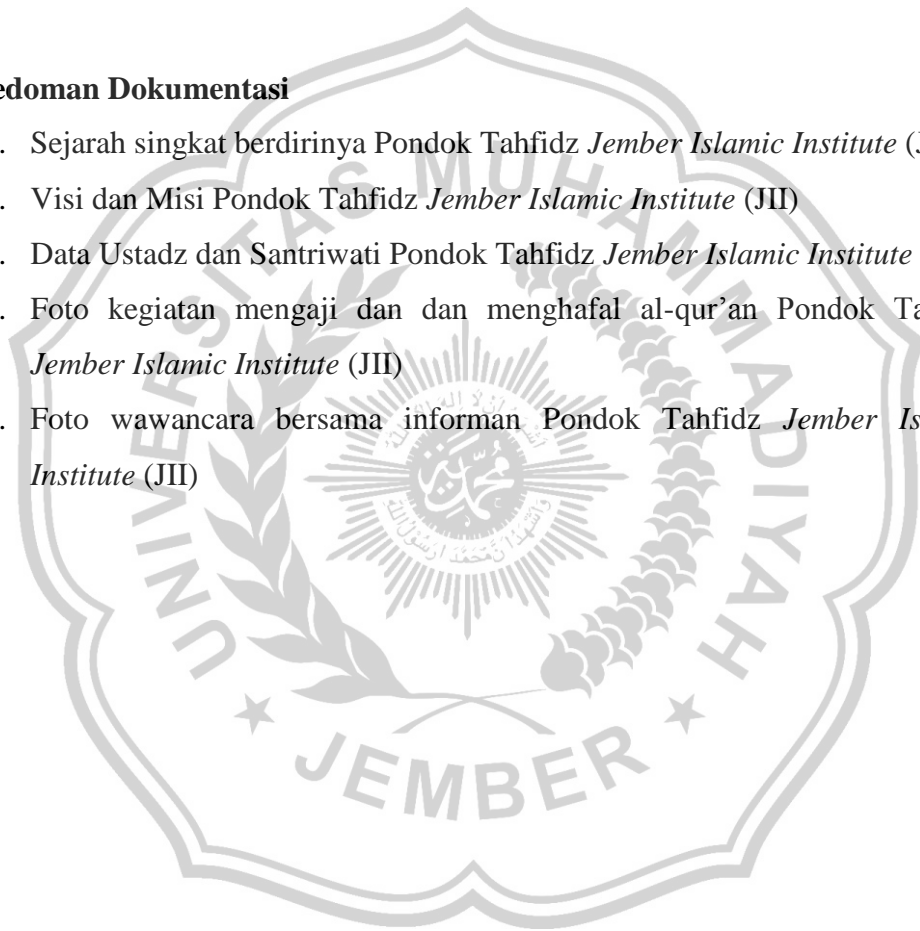 edoman Dokumentasi
. Sejarah singkat berdirinya Pondok Tahfidz Jember Islamic Institute (J
. Visi dan Misi Pondok Tahfidz Jember Islamic Institute (JII)
. Data Ustadz dan Santriwati Pondok Tahfidz Jember Islamic Institute
. Foto kegiatan mengaji dan dan menghafal al-qur’an Pondok Ta
Jember Islamic Institute (JII)
. Foto wawancara bersama informan Pondok Tahfidz Jember Is
Institute (JII)
UNIVERSITAS MUHAMMADIYAH
JEMBER